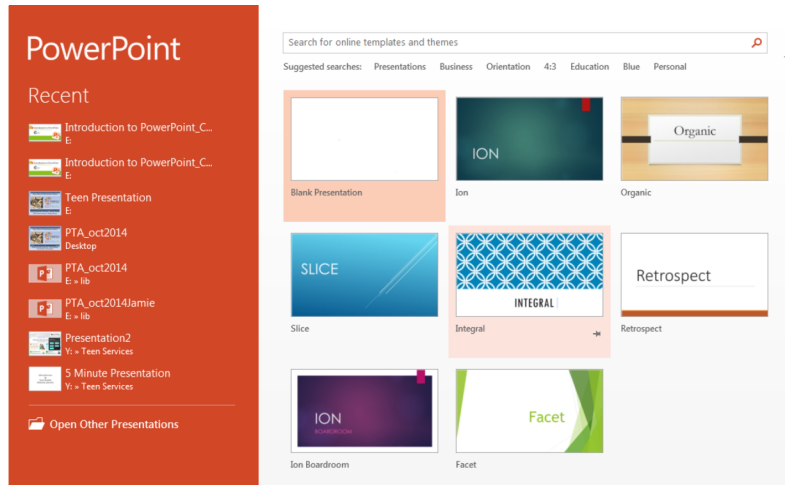 PowerPoint
Recent
Introduction to PowerPoint_C...
E:
Introduction to PowerPoint_C...
E:
Teen Presentation
E:
PTA_oct2014
Desktop
PTA_oct2014
E: » lib
PTA_oct2014Jamie
E: » lib
Presentation2
Y: » Teen Services
5 Minute Presentation
Y: » Teen Services
Open Other Presentations
Search for online templates and themes
Suggested searches: Presentations Business Orientation 4:3 Education Blue Personal
Blank Presentation
ION
Ion
Organic
Organic
SLICE
Slice
INTEGRAL
Integral
Retrospect
Retrospect
ION
BOARDROOM
Ion Boardroom
Facet
Facet